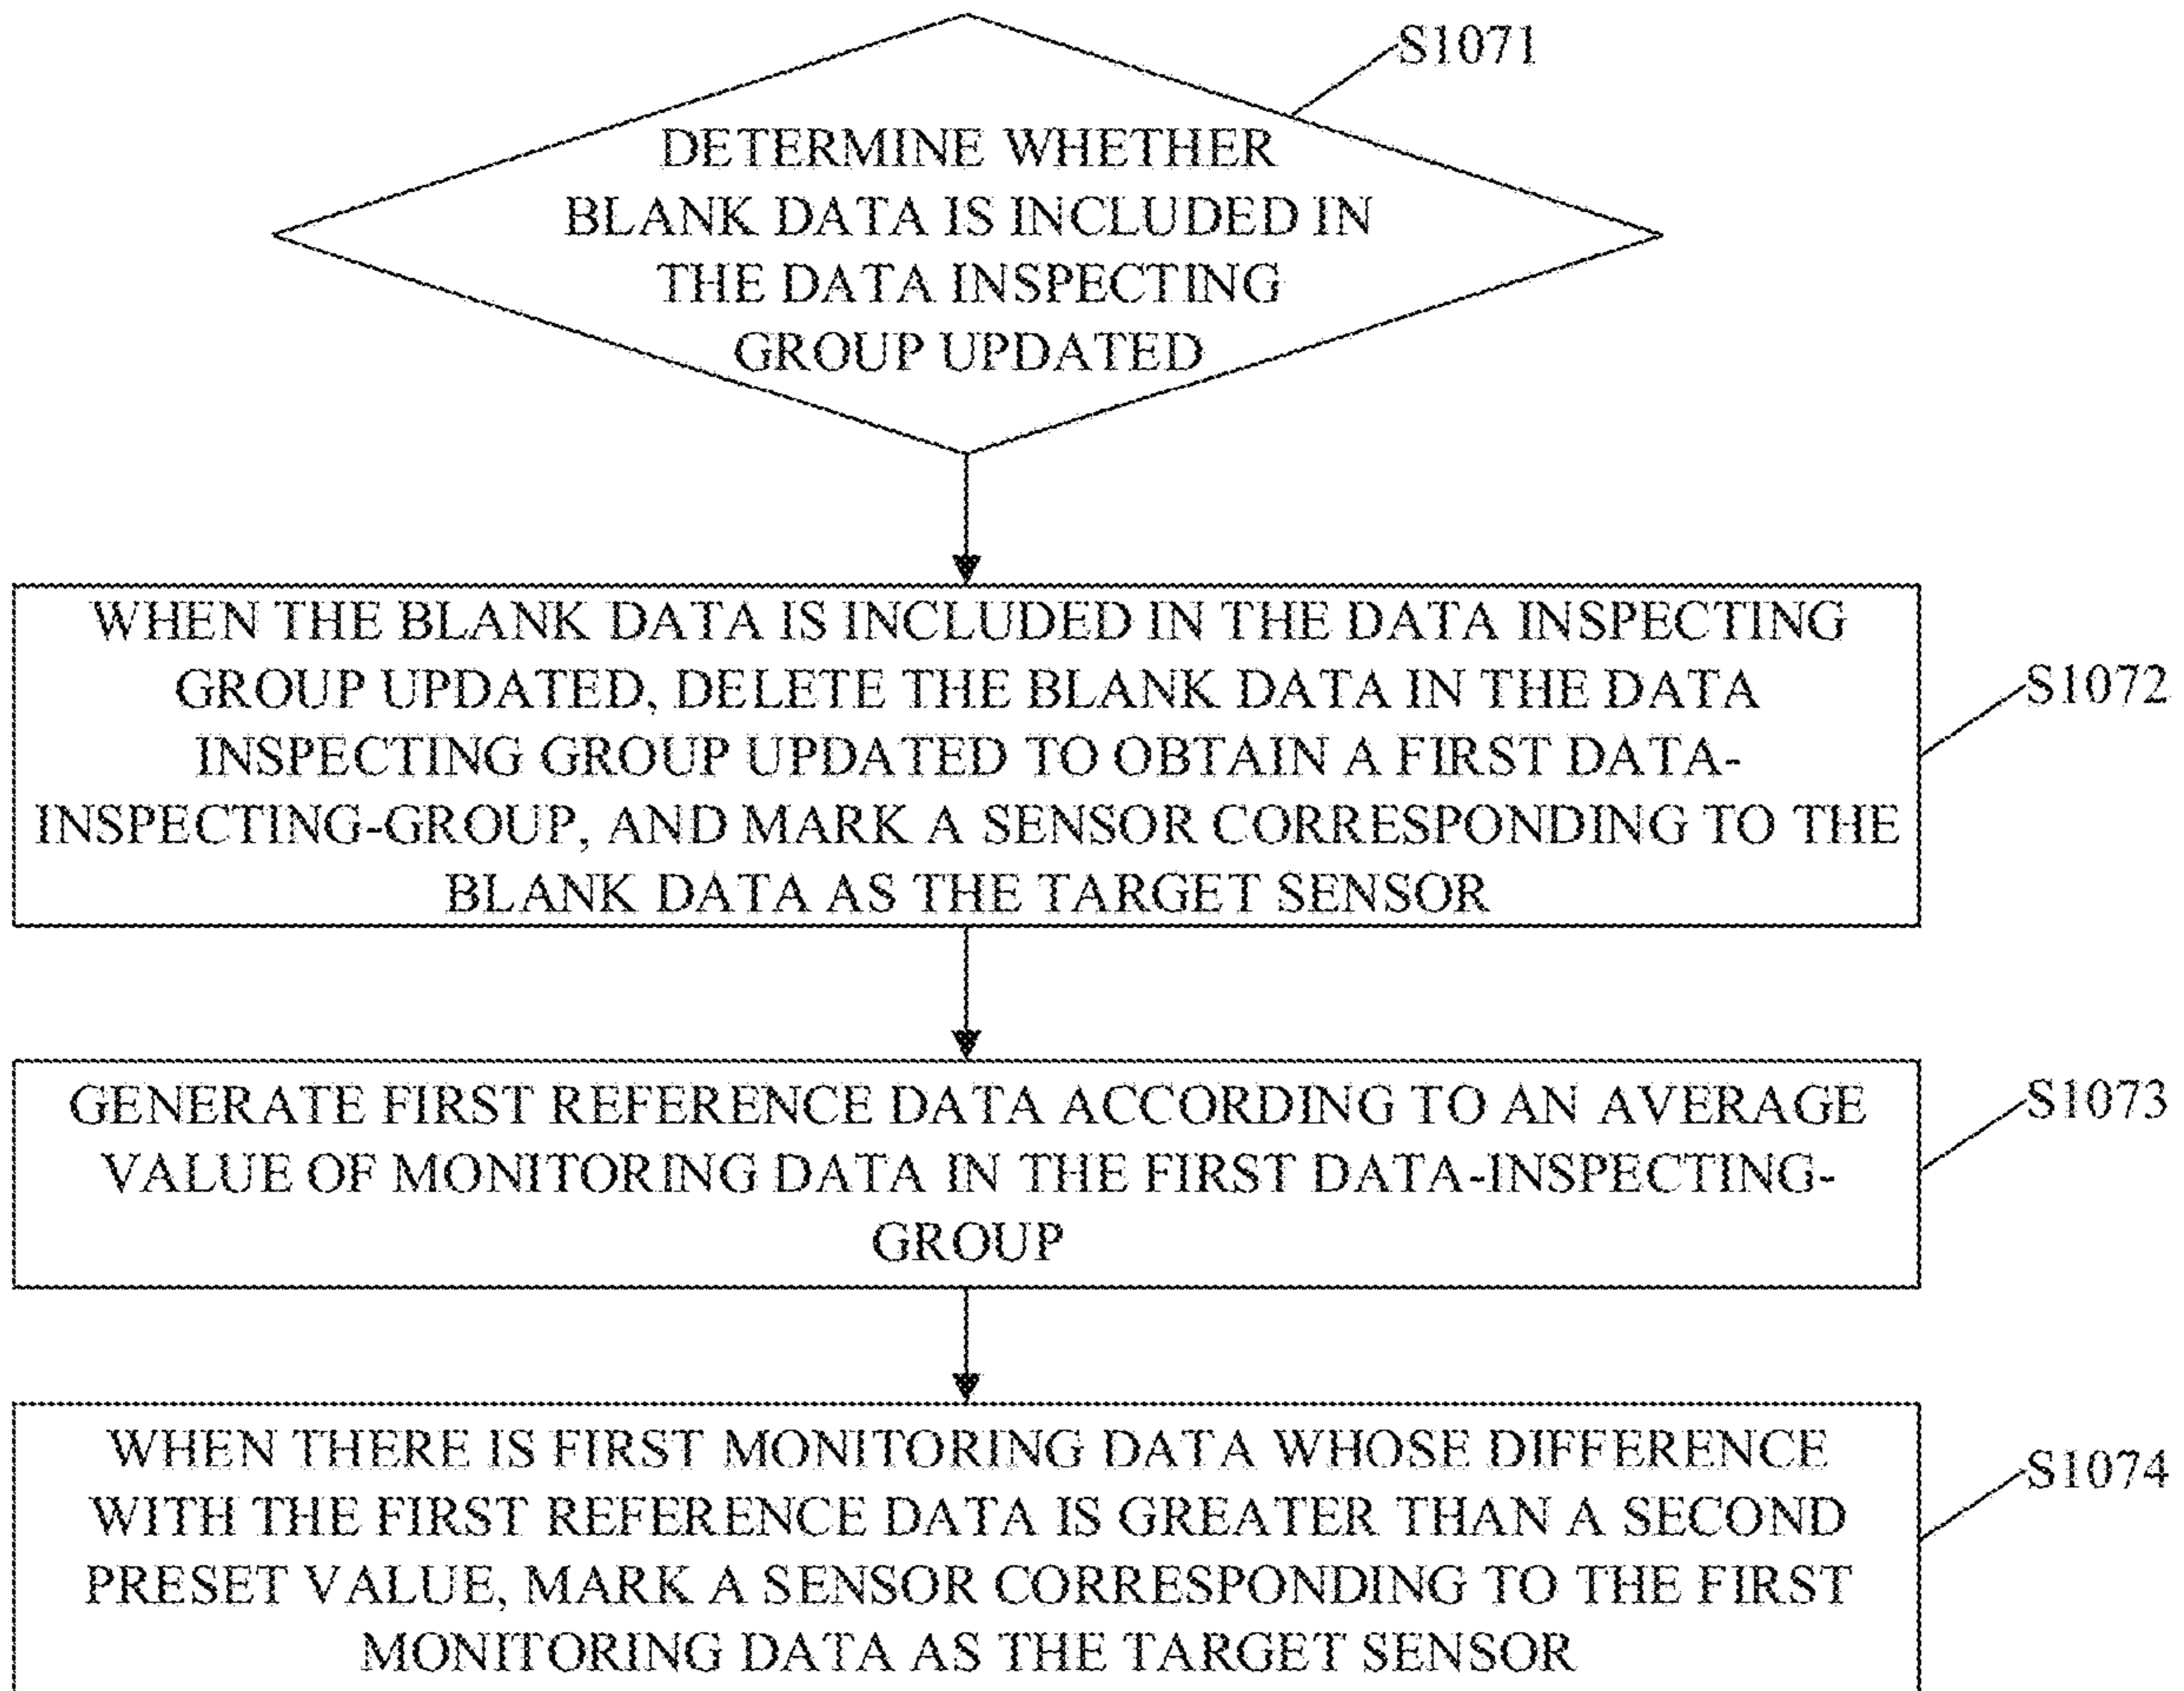 S1071
DETERMINE WHETHER
BLANK DATA IS INCLUDED IN
THE DATA INSPECTING
GROUP UPDATED
WHEN THE BLANK DATA IS INCLUDED IN THE DATA INSPECTING
GROUP UPDATED, DELETE THE BLANK DATA IN THE DATA
INSPECTING GROUP UPDATED TO OBTAIN A FIRST DATA-
INSPECTING-GROUP, AND MARK A SENSOR CORRESPONDING TO THE
BLANK DATA AS THE TARGET SENSOR
S1072
GENERATE FIRST REFERENCE DATA ACCORDING TO AN AVERAGE
VALUE OF MONITORING DATA IN THE FIRST DATA-INSPECTING-
GROUP
S1073
WHEN THERE IS FIRST MONITORING DATA WHOSE DIFFERENCE
WITH THE FIRST REFERENCE DATA IS GREATER THAN A SECOND
PRESET VALUE, MARK A SENSOR CORRESPONDING TO THE FIRST
MONITORING DATA AS THE TARGET SENSOR
S1074